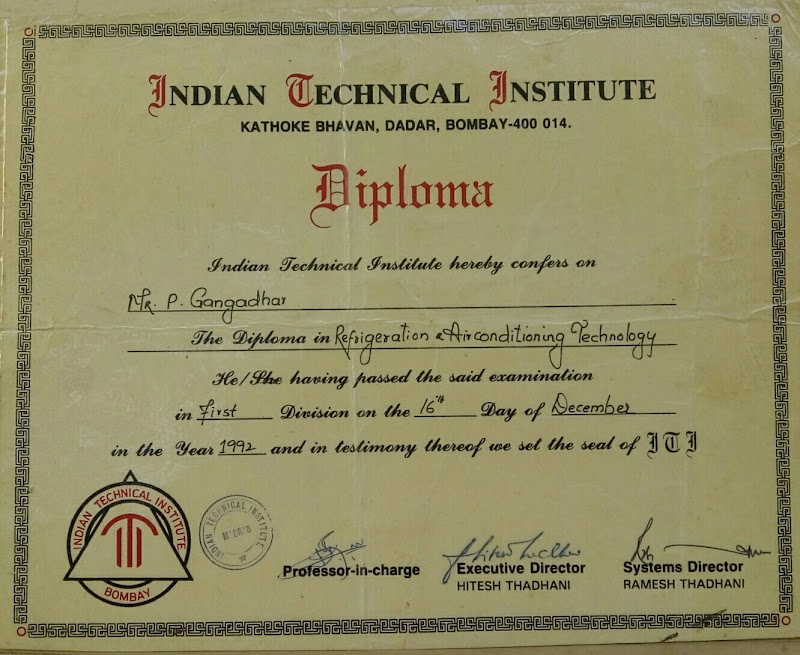 INDIAN TECHNICAL INSTITUTE
KATHOKE BHAVAN, DADAR, BOMBAY-400 014.
Diploma
Indian Technical Institute hereby confers on
Mr. P. Gangadhar
The Diploma in Refrigeration & Airconditioning Technology
He/She having passed the said examination
in First Division on the 16th Day of December
in the Year 1992 and in testimony thereof we set the seal of ITI
INDIAN TECHNICAL INSTITUTE
BOMBAY
INDIAN TECHNICAL INSTITUTE
Professor-in-charge
Executive Director
HITESH THADHANI
Systems Director
RAMESH THADHANI